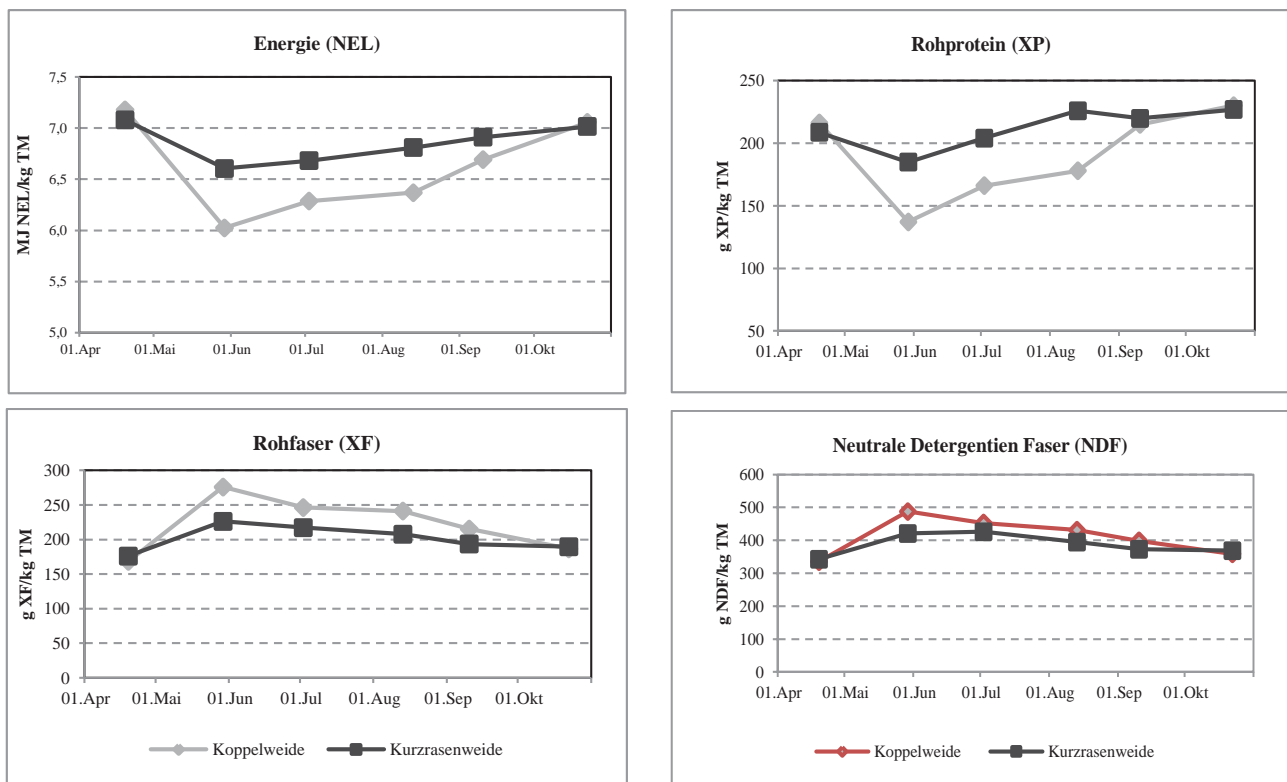 Energie (NEL)
MJ NEL/kg TM
7,5
7,0
6,5
6,0
5,5
5,0
01.Apr 01.Mai 01.Jun 01.Jul 01.Aug 01.Sep 01.Okt
Rohprotein (XP)
g XP/kg TM
250
200
150
100
50
01.Apr 01.Mai 01.Jun 01.Jul 01.Aug 01.Sep 01.Okt
Rohfaser (XF)
g XF/kg TM
300
250
200
150
100
50
0
01.Apr 01.Mai 01.Jun 01.Jul 01.Aug 01.Sep 01.Okt
Koppelweide Kurzrasenweide
Neutrale Detergentien Faser (NDF)
g NDF/kg TM
600
500
400
300
200
100
0
01.Apr 01.Mai 01.Jun 01.Jul 01.Aug 01.Sep 01.Okt
Koppelweide Kurzrasenweide